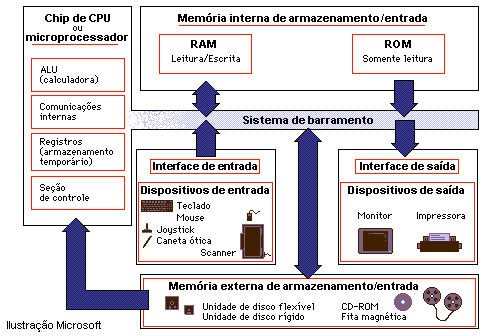 Chip de CPU
ou
microprocessador
ALU
(calculadora)
Comunicações
internas
Registros
(armazenamento
temporário)
Seção
de controle
Memória interna de armazenamento/entrada
RAM
Leitura/Escrita
ROM
Somente leitura
Sistema de barramento
Interface de entrada
Dispositivos de entrada
Teclado
Mouse
Joystick
Caneta ótica
Scanner
Interface de saída
Dispositivos de saída
Monitor
Impressora
Memória externa de armazenamento/entrada
Unidade de disco flexível
Unidade de disco rígido
CD-ROM
Fita magnética
Ilustração Microsoft